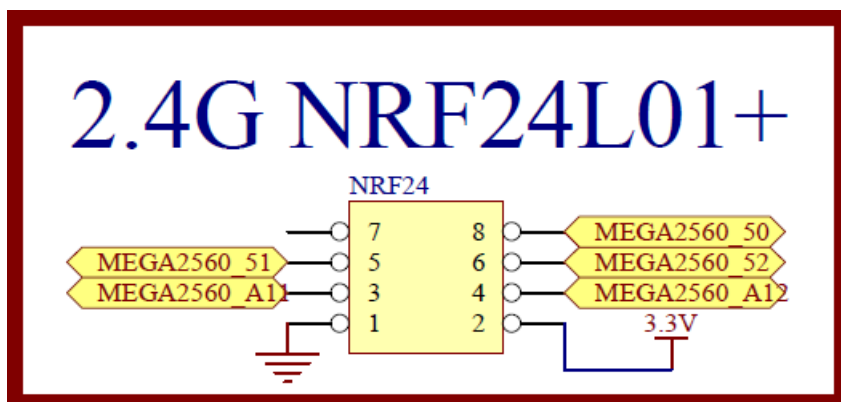 2.4G NRF24L01+
NRF24
7 8 MEGA2560_50
MEGA2560_51 5 6 MEGA2560_52
MEGA2560_A11 3 4 MEGA2560_A12
1 2 3.3V